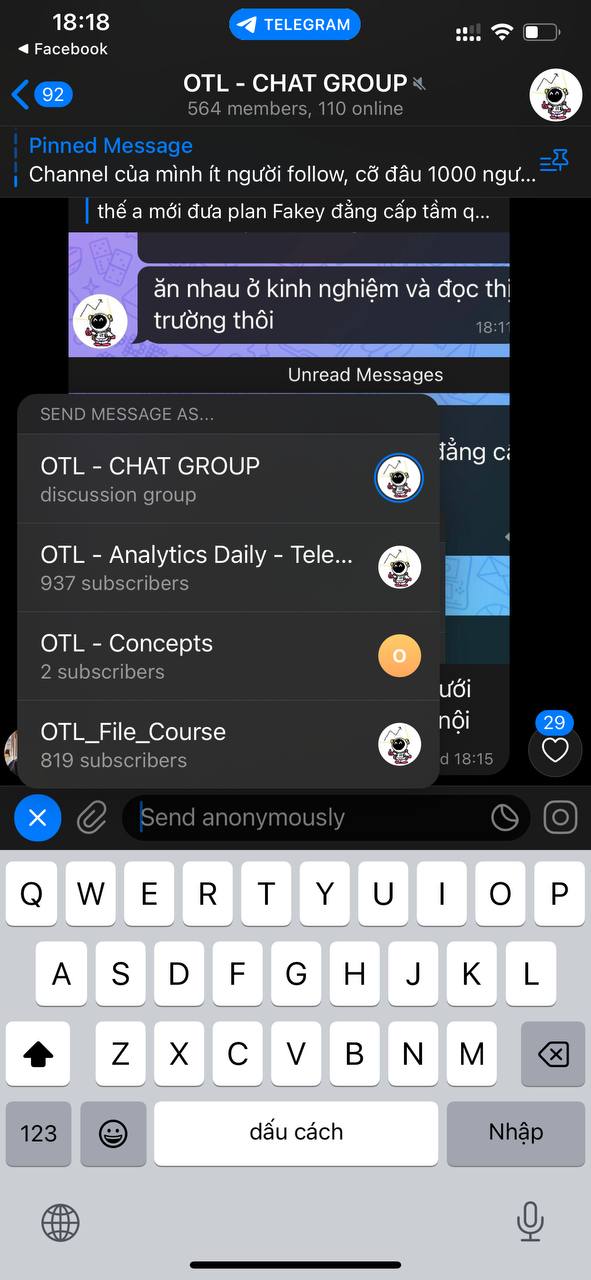 18:18
TELEGRAM
◀ Facebook
92
OTL - CHAT GROUP
564 members, 110 online
Pinned Message
Channel của mình ít người follow, cỡ đâu 1000 ngư...
thế a mới đưa plan Fakey đẳng cấp tầm q...
ăn nhau ở kinh nghiệm và đọc thị
trường thôi
18:11
Unread Messages
SEND MESSAGE AS...
OTL - CHAT GROUP
discussion group
đẳng cấ
OTL - Analytics Daily - Tele...
937 subscribers
OTL - Concepts
2 subscribers
O
OTL_File_Course
819 subscribers
ưới
nội
d 18:15
29
Send anonymously
Q W E R T Y U I O P
A S D F G H J K L
Z X C V B N M
123
dấu cách
Nhập